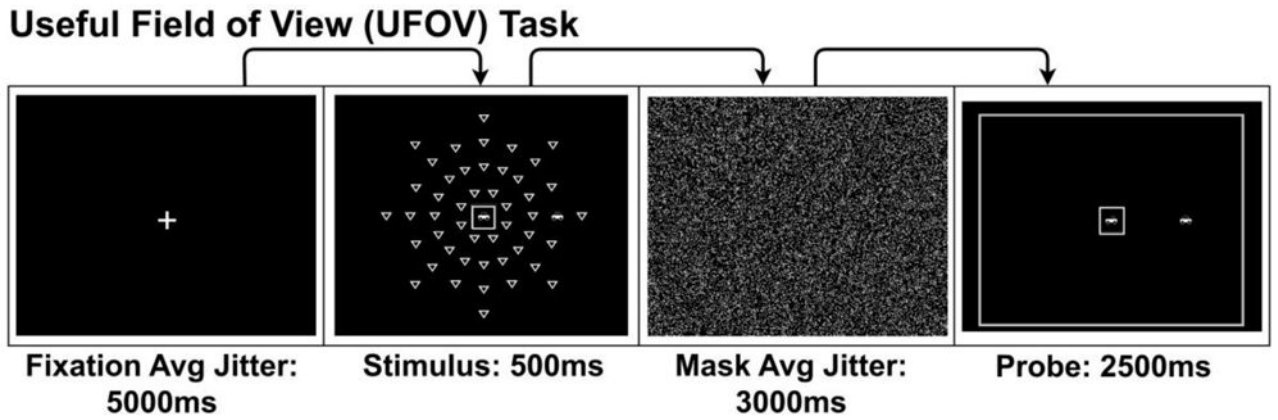 Useful Field of View (UFOV) Task
Fixation Avg Jitter:
5000ms
Stimulus: 500ms
Mask Avg Jitter:
3000ms
Probe: 2500ms